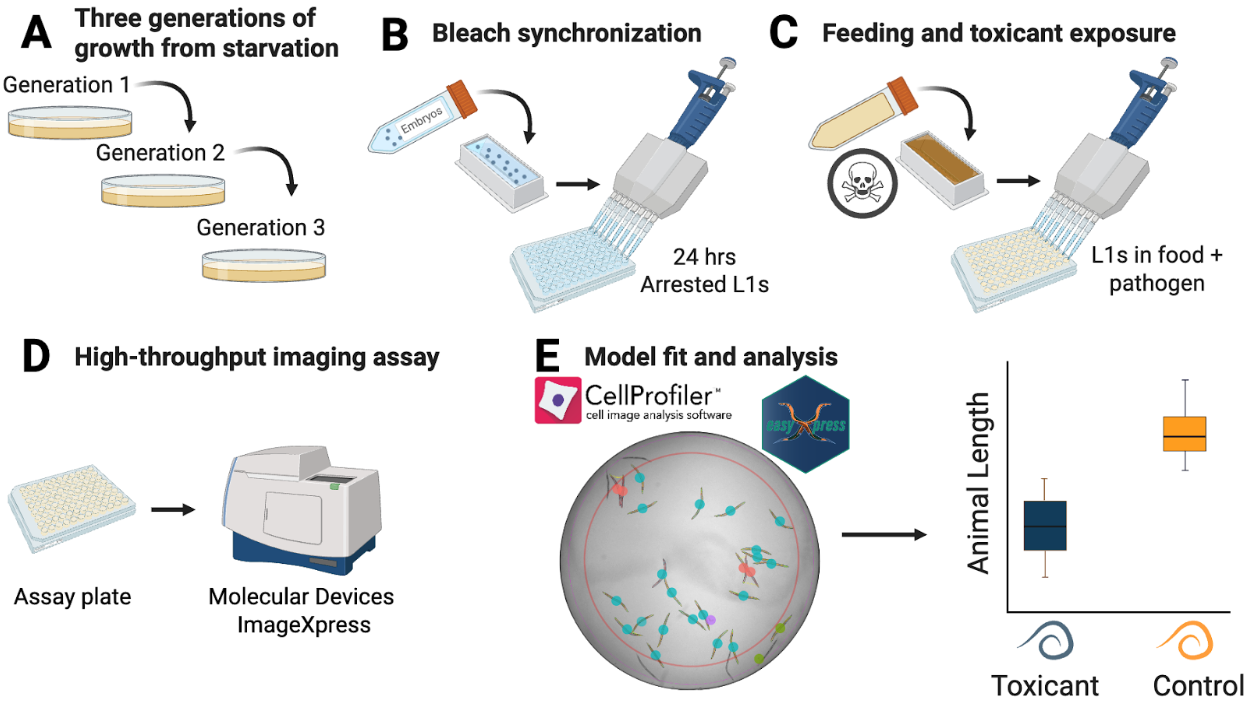 A
Three generations of
growth from starvation
Generation 1
Generation 2
Generation 3
B
Bleach synchronization
Embryos
24 hrs
Arrested L1s
C
Feeding and toxicant exposure
L1s in food +
pathogen
D
High-throughput imaging assay
Assay plate
Molecular Devices
ImageXpress
E
Model fit and analysis
CellProfiler™
cell image analysis software
easyXpress
Animal Length
Toxicant
Control